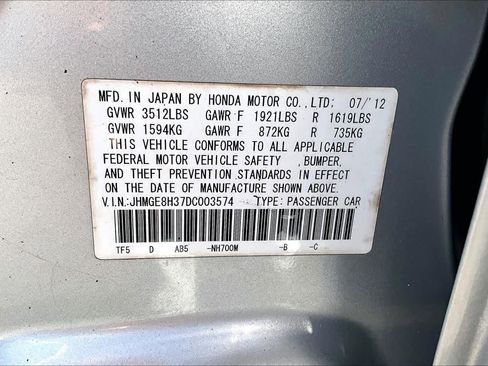 MFD. IN JAPAN BY HONDA MOTOR CO., LTD; 07/'12
GVWR 3512LBS GAWR F 1921LBS R 1619LBS
GVWR 1594KG GAWR F 872KG R 735KG
THIS VEHICLE CONFORMS TO ALL APPLICABLE
FEDERAL MOTOR VEHICLE SAFETY , BUMPER,
AND THEFT PREVENTION STANDARDS IN EFFECT
ON THE DATE OF MANUFACTURE SHOWN ABOVE.
V.I.N.:JHMGE8H37DC003574 TYPE: PASSENGER CAR
TF5 D AB5 -NH700M -B -C